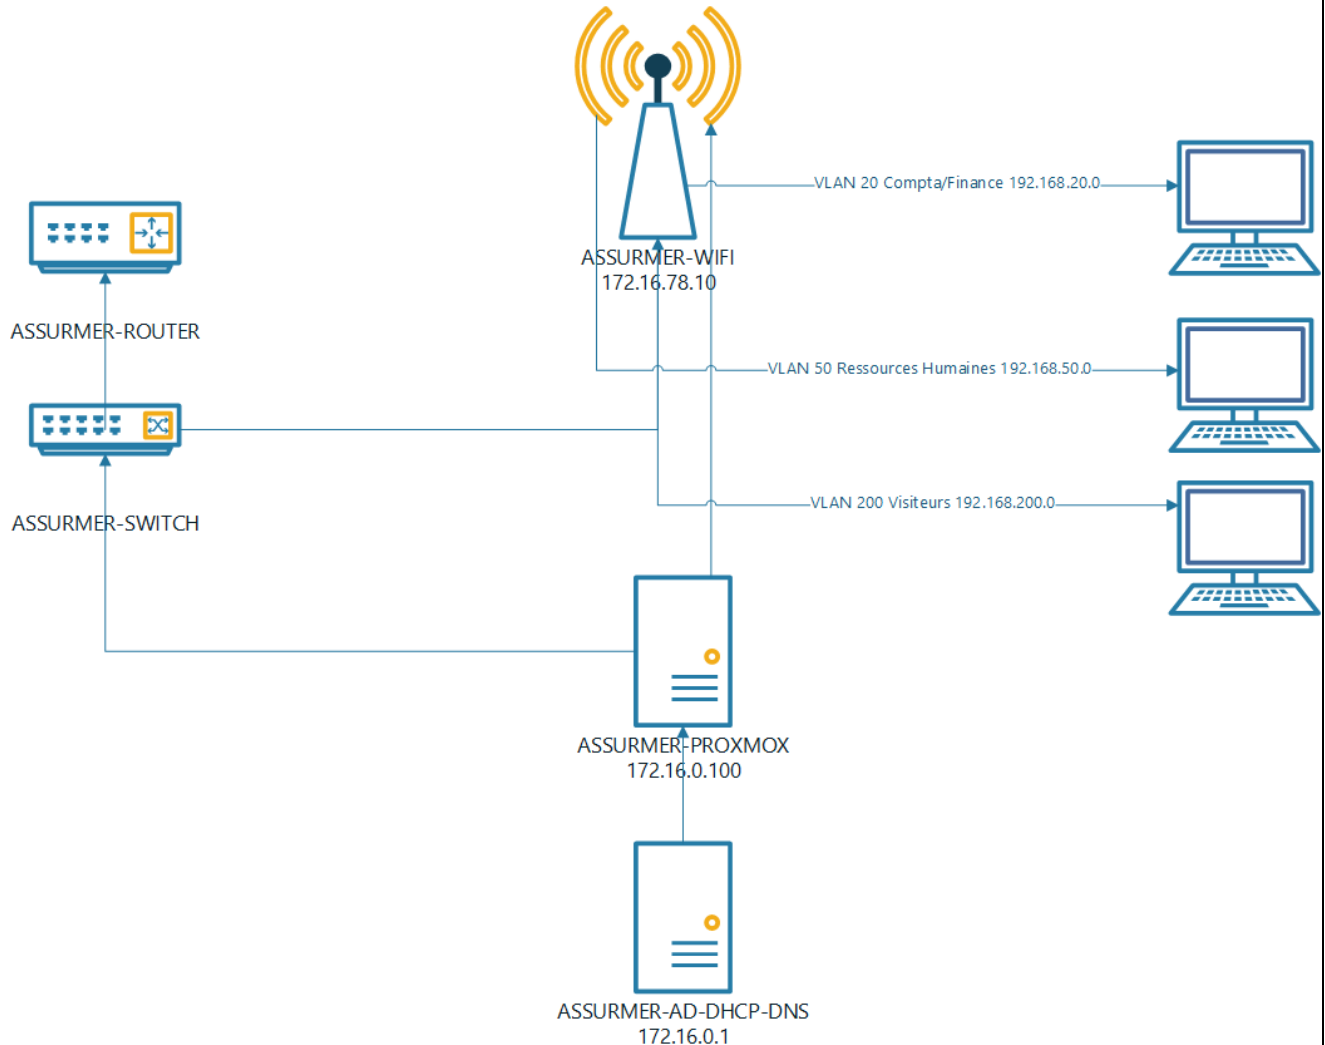 VLAN 20 Compta/Finance 192.168.20.0
ASSURMER-WIFI
172.16.78.10
ASSURMER-ROUTER
VLAN 50 Ressources Humaines 192.168.50.0
VLAN 200 Visiteurs 192.168.200.0
ASSURMER-SWITCH
ASSURMER-PROXMOX
172.16.0.100
ASSURMER-AD-DHCP-DNS
172.16.0.1